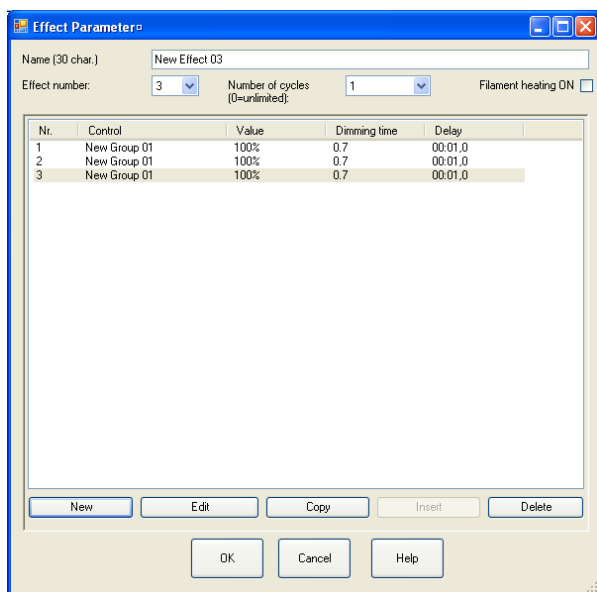 Effect Parameter¤
Name (30 char.) New Effect 03
Effect number: 3 Number of cycles (0=unlimited): 1 Filament heating ON
Nr. Control Value Dimming time Delay
1 New Group 01 100% 0.7 00:01,0
2 New Group 01 100% 0.7 00:01,0
3 New Group 01 100% 0.7 00:01,0
New Edit Copy Insert Delete
OK Cancel Help